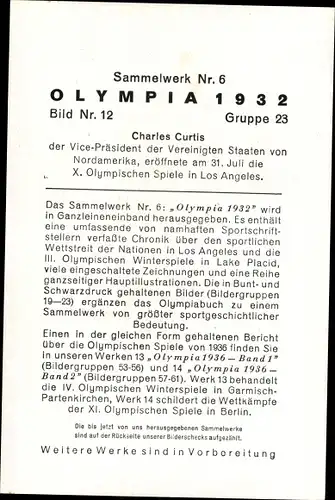 Sammelwerk Nr. 6
OLYMPIA 1932
Bild Nr. 12 Gruppe 23
Charles Curtis
der Vice-Präsident der Vereinigten Staaten von
Nordamerika, eröffnete am 31. Juli die
X. Olympischen Spiele in Los Angeles.
Das Sammelwerk Nr. 6: „Olympia 1932" wird
in Ganzleineneinband herausgegeben. Es enthält
eine umfassende von namhaften Sportschrift-
stellern verfaßte Chronik über den sportlichen
Wettstreit der Nationen in Los Angeles und die
III. Olympischen Winterspiele in Lake Placid,
viele eingeschaltete Zeichnungen und eine Reihe
ganzseitiger Hauptillustrationen. Die in Bunt- und
Schwarzdruck gehaltenen Bilder (Bildergruppen
19—23) ergänzen das Olympiabuch zu einem
Sammelwerk von größter sportgeschichtlicher
Bedeutung.
Einen in der gleichen Form gehaltenen Bericht
über die Olympischen Spiele von 1936 finden Sie
in unseren Werken 13 „Olympia 1936 — Band 1"
(Bildergruppen 53-56) und 14 „Olympia 1936 –
Band 2" (Bildergruppen 57-61). Werk 13 behandelt
die IV. Olympischen Winterspiele in Garmisch-
Partenkirchen, Werk 14 schildert die Wettkämpfe
der XI. Olympischen Spiele in Berlin.
Die bis jetzt von uns herausgegebenen Sammelwerke
sind auf der Rückseite unserer Bilderschecks aufgezählt.
Weitere Werke sind in Vorbereitung